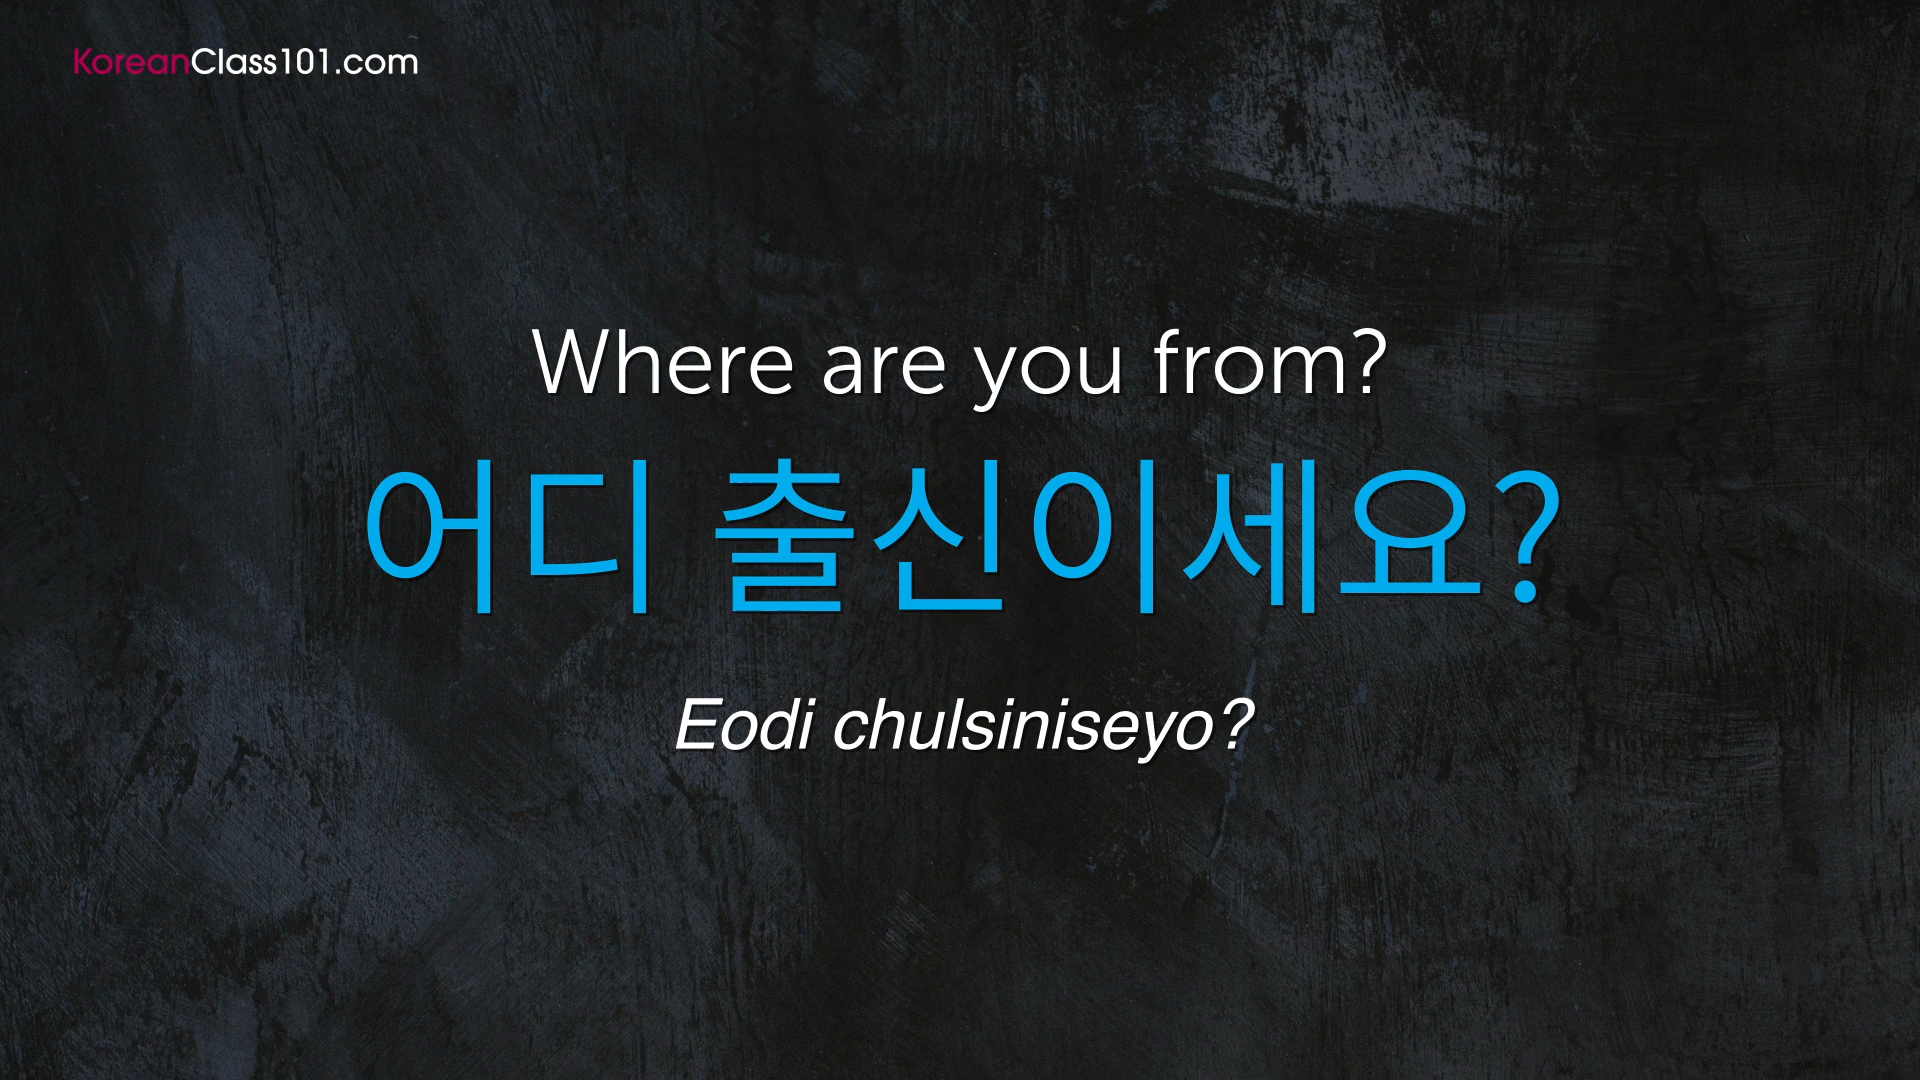 KoreanClass101.com
Where are you from?
어디 출신이세요?
Eodi chulsiniseyo?